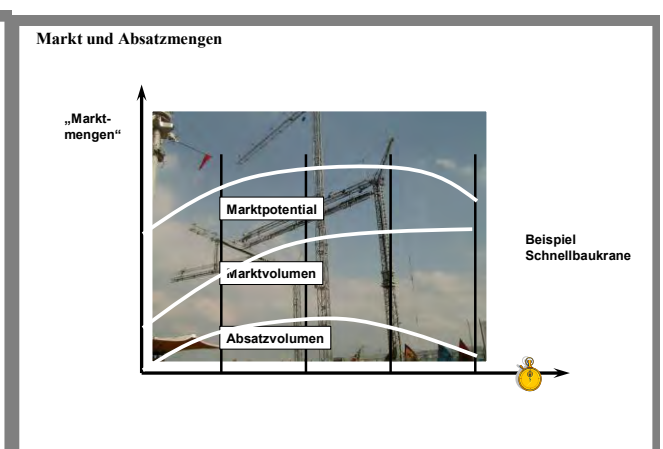 Markt und Absatzmengen
„Markt-
mengen“
Marktpotential
Marktvolumen
Absatzvolumen
Beispiel
Schnellbaukrane